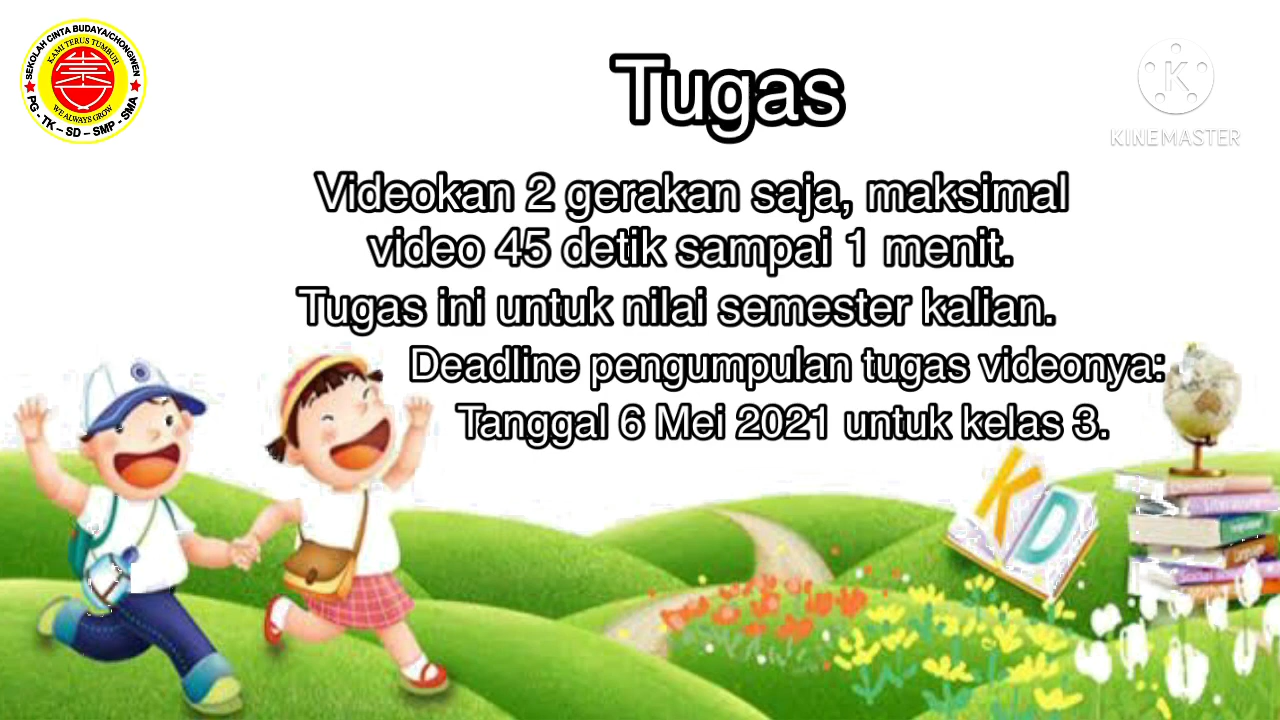 SEKOLAH CINTA BUDAYA/CHONGWEN
KAMI TERUS TUMBUH
WE ALWAYS GROW
PG - TK – SD – SMP - SMA
Tugas
K
KINEMASTER
Videokan 2 gerakan saja, maksimal
video 45 detik sampai 1 menit.
Tugas ini untuk nilai semester kalian.
Deadline pengumpulan tugas videonya:
Tanggal 6 Mei 2021 untuk kelas 3.
K D